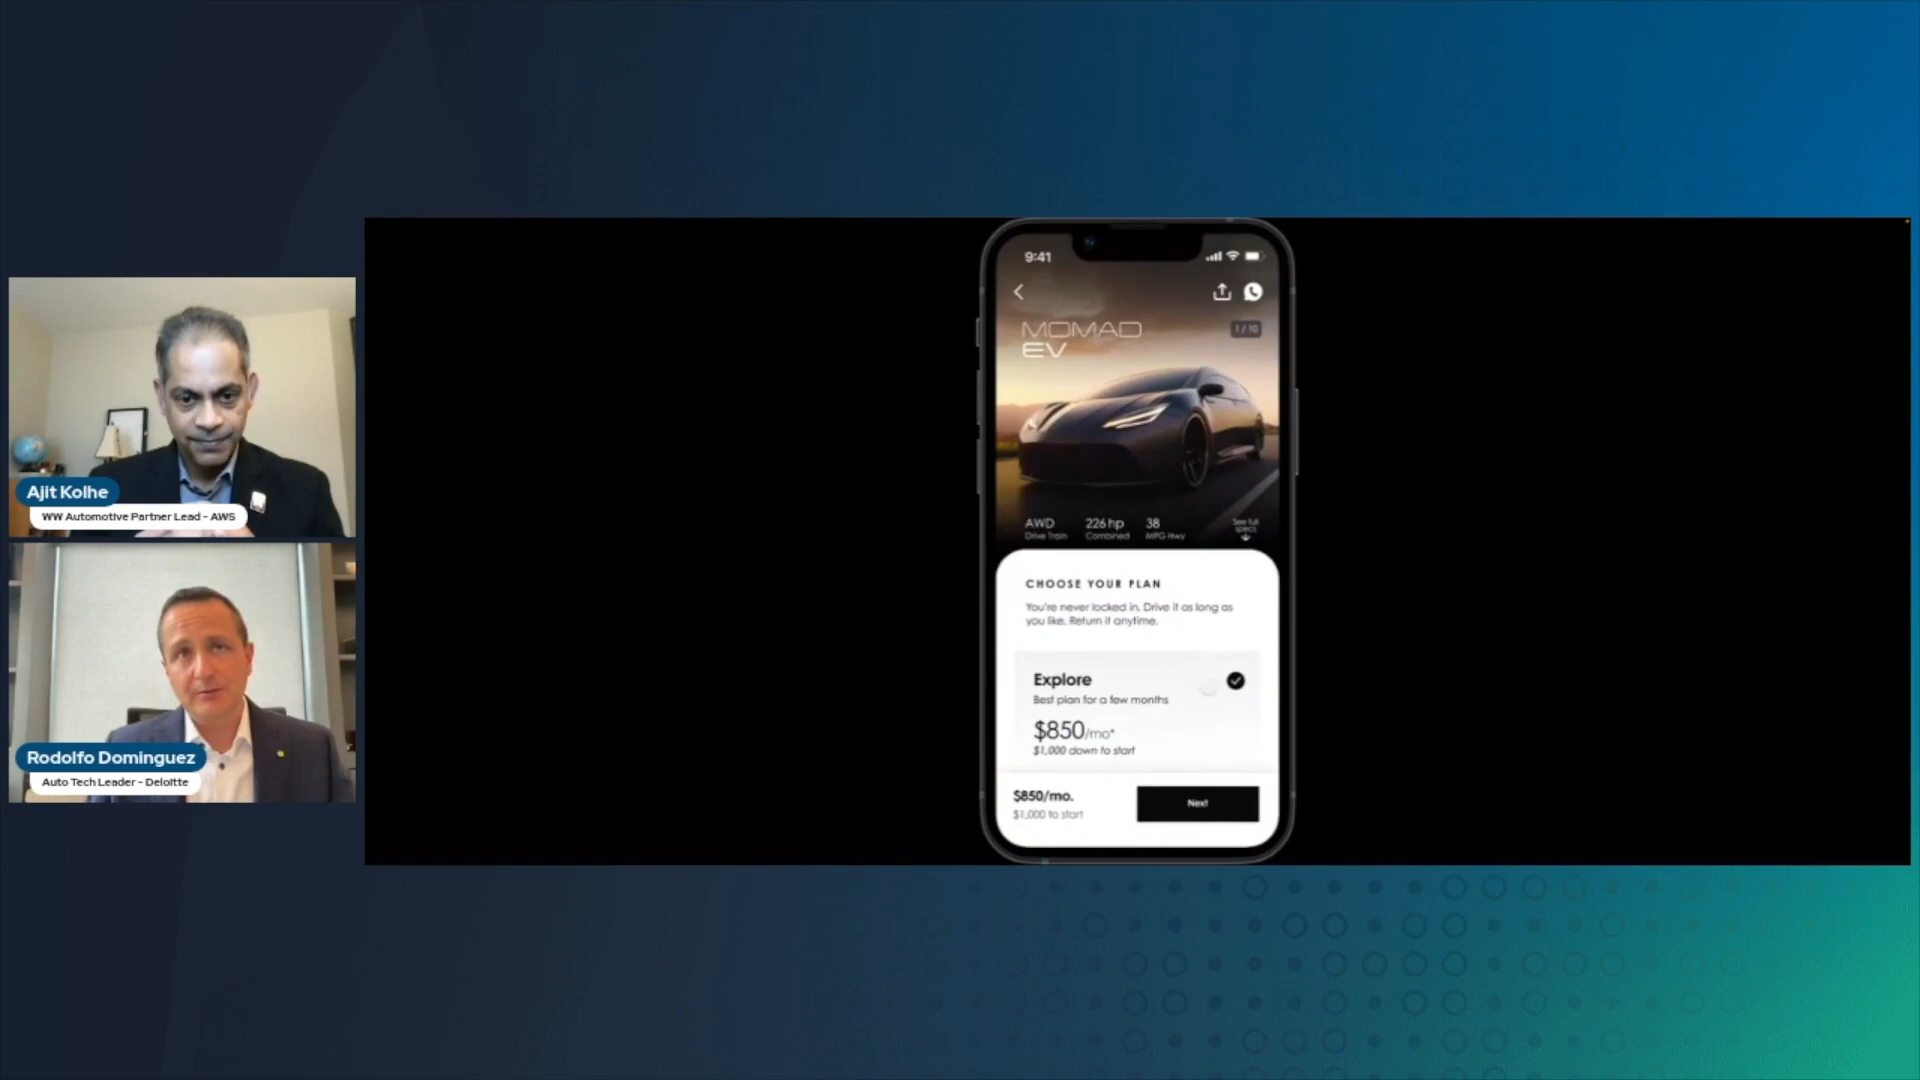 Ajit Kolhe
WW Automotive Partner Lead - AWS
Rodolfo Dominguez
Auto Tech Leader - Deloitte
9:41
MOMAD
EV
1 / 10
AWD
Drive Train
226 hp
Combined
38
MPG Hwy
See full
specs
CHOOSE YOUR PLAN
You're never locked in. Drive it as long as
you like. Return it anytime.
Explore
Best plan for a few months
$850/mo*
$1,000 down to start
$850/mo.
$1,000 to start
Next